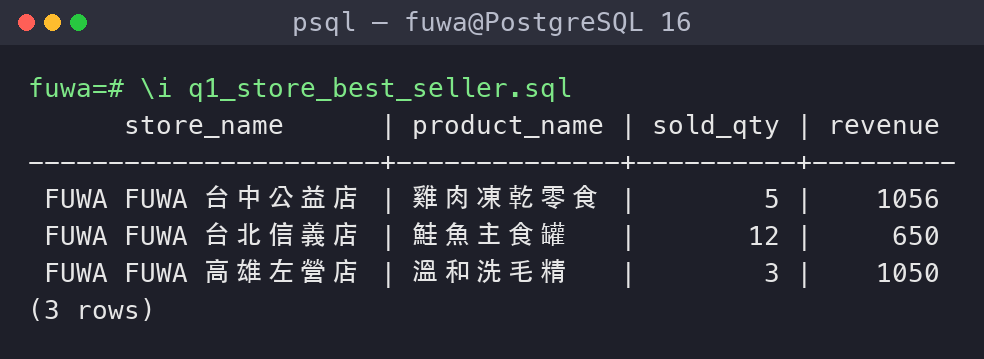 psql — fuwa@PostgreSQL 16
fuwa=# \i q1_store_best_seller.sql
store_name | product_name | sold_qty | revenue
----------------------+--------------+----------+---------
FUWA FUWA 台中公益店 | 雞肉凍乾零食 | 5 | 1056
FUWA FUWA 台北信義店 | 鮭魚主食罐 | 12 | 650
FUWA FUWA 高雄左營店 | 溫和洗毛精 | 3 | 1050
(3 rows)